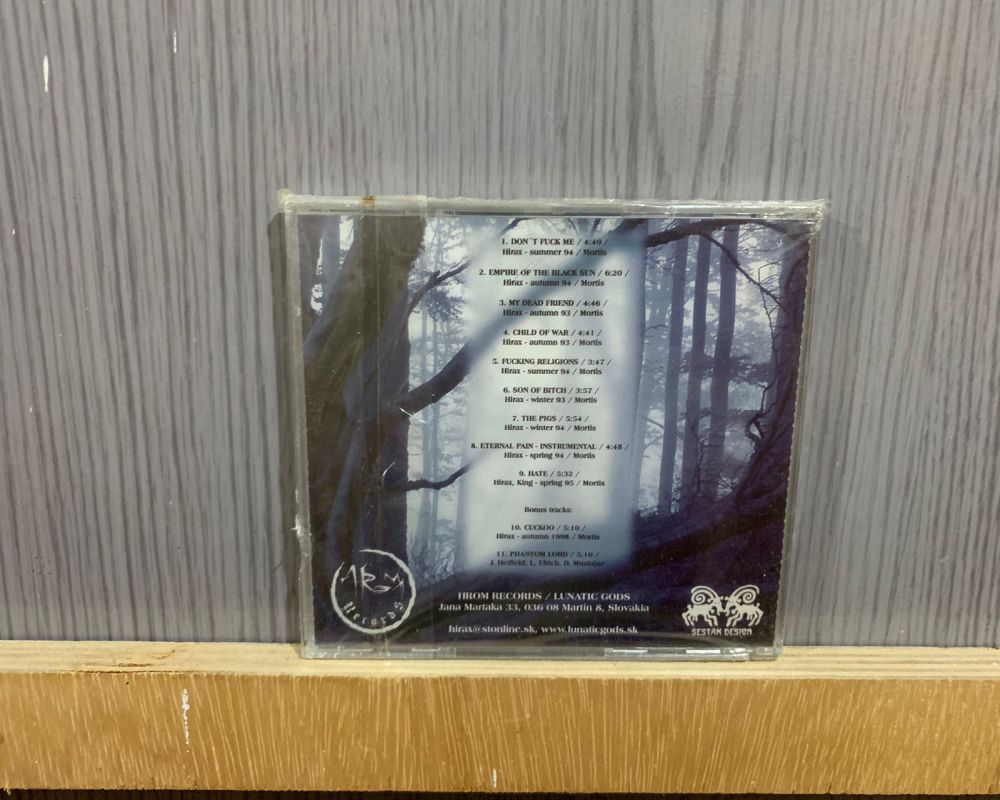 1. DON´T FUCK ME / 4:49 /
Hirax - summer 94 / Mortis
2. EMPIRE OF THE BLACK SUN / 6:20 /
Hirax - autumn 94 / Mortis
3. MY DEAD FRIEND / 4:46 /
Hirax - autumn 93 / Mortis
4. CHILD OF WAR / 4:41 /
Hirax - autumn 93 / Mortis
5. FUCKING RELIGIONS / 3:47 /
Hirax - summer 94 / Mortis
6. SON OF BITCH / 3:57 /
Hirax - winter 93 / Mortis
7. THE PIGS / 5:54 /
Hirax - winter 94 / Mortis
8. ETERNAL PAIN - INSTRUMENTAL / 4:48 /
Hirax - spring 94 / Mortis
9. HATE / 5:32 /
Hirax, King - spring 95 / Mortis
Bonus tracks:
10. CUCKOO / 5:10 /
Hirax - autumn 1998 / Mortis
11. PHANTOM LORD / 5:10 /
J. Hetfield, L. Ulrich, D. Mustaine
HROM RECORDS / LUNATIC GODS
Jana Martaka 33, 036 08 Martin 8, Slovakia
hirax@stonline.sk, www.lunaticgods.sk
HROM
Records
SESTAN DESIGN